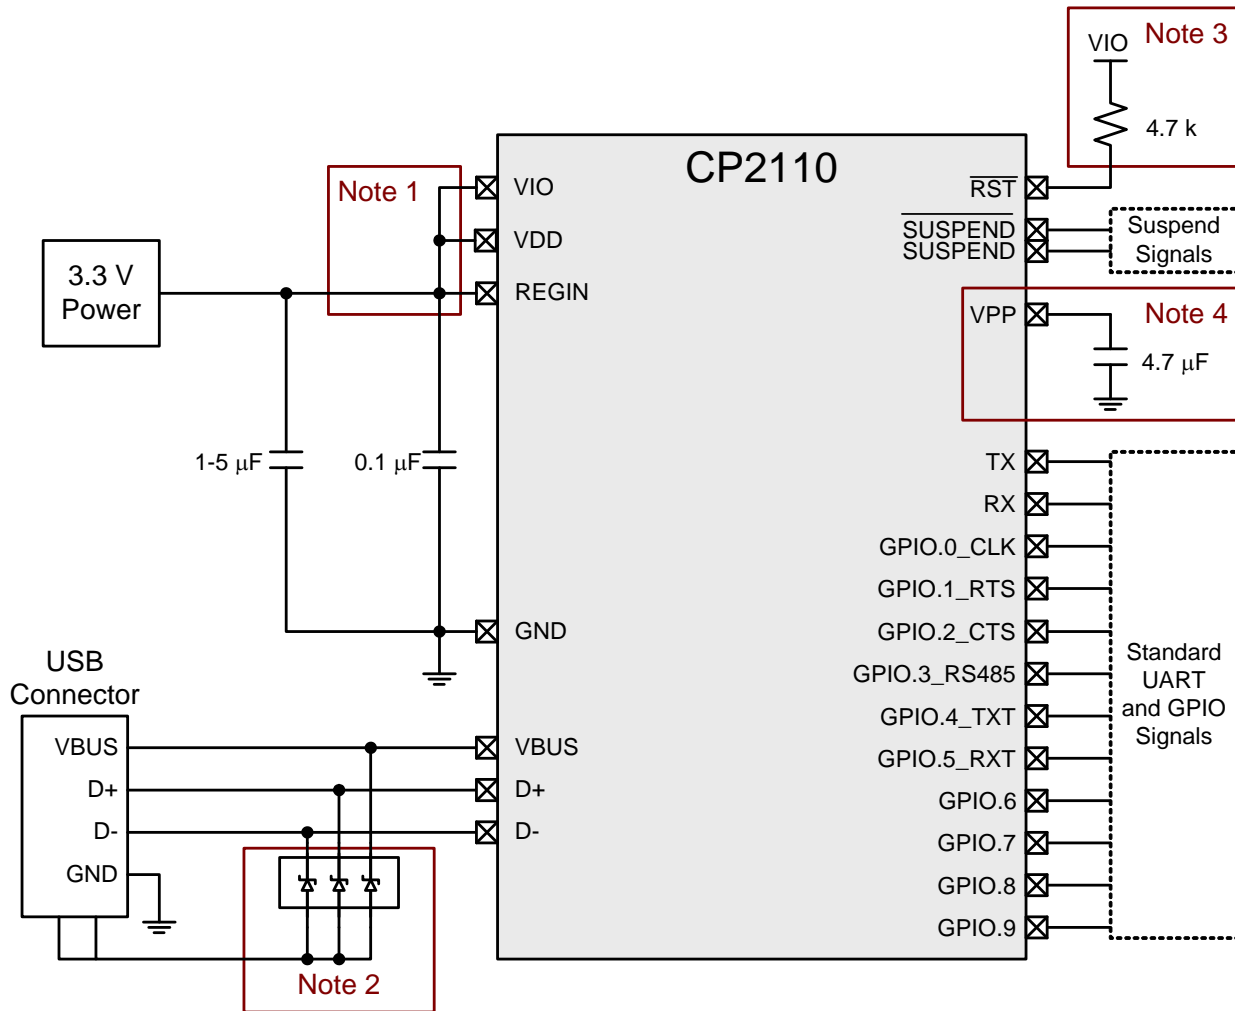 Note 3
VIO
4.7 k
CP2110
Note 1
VIO
VDD
REGIN
3.3 V
Power
RST
SUSPEND
SUSPEND
Suspend
Signals
VPP
Note 4
4.7 μF
1-5 μF
0.1 μF
GND
TX
RX
GPIO.0_CLK
GPIO.1_RTS
GPIO.2_CTS
GPIO.3_RS485
GPIO.4_TXT
GPIO.5_RXT
GPIO.6
GPIO.7
GPIO.8
GPIO.9
Standard
UART
and GPIO
Signals
USB
Connector
VBUS
D+
D-
GND
VBUS
D+
D-
Note 2